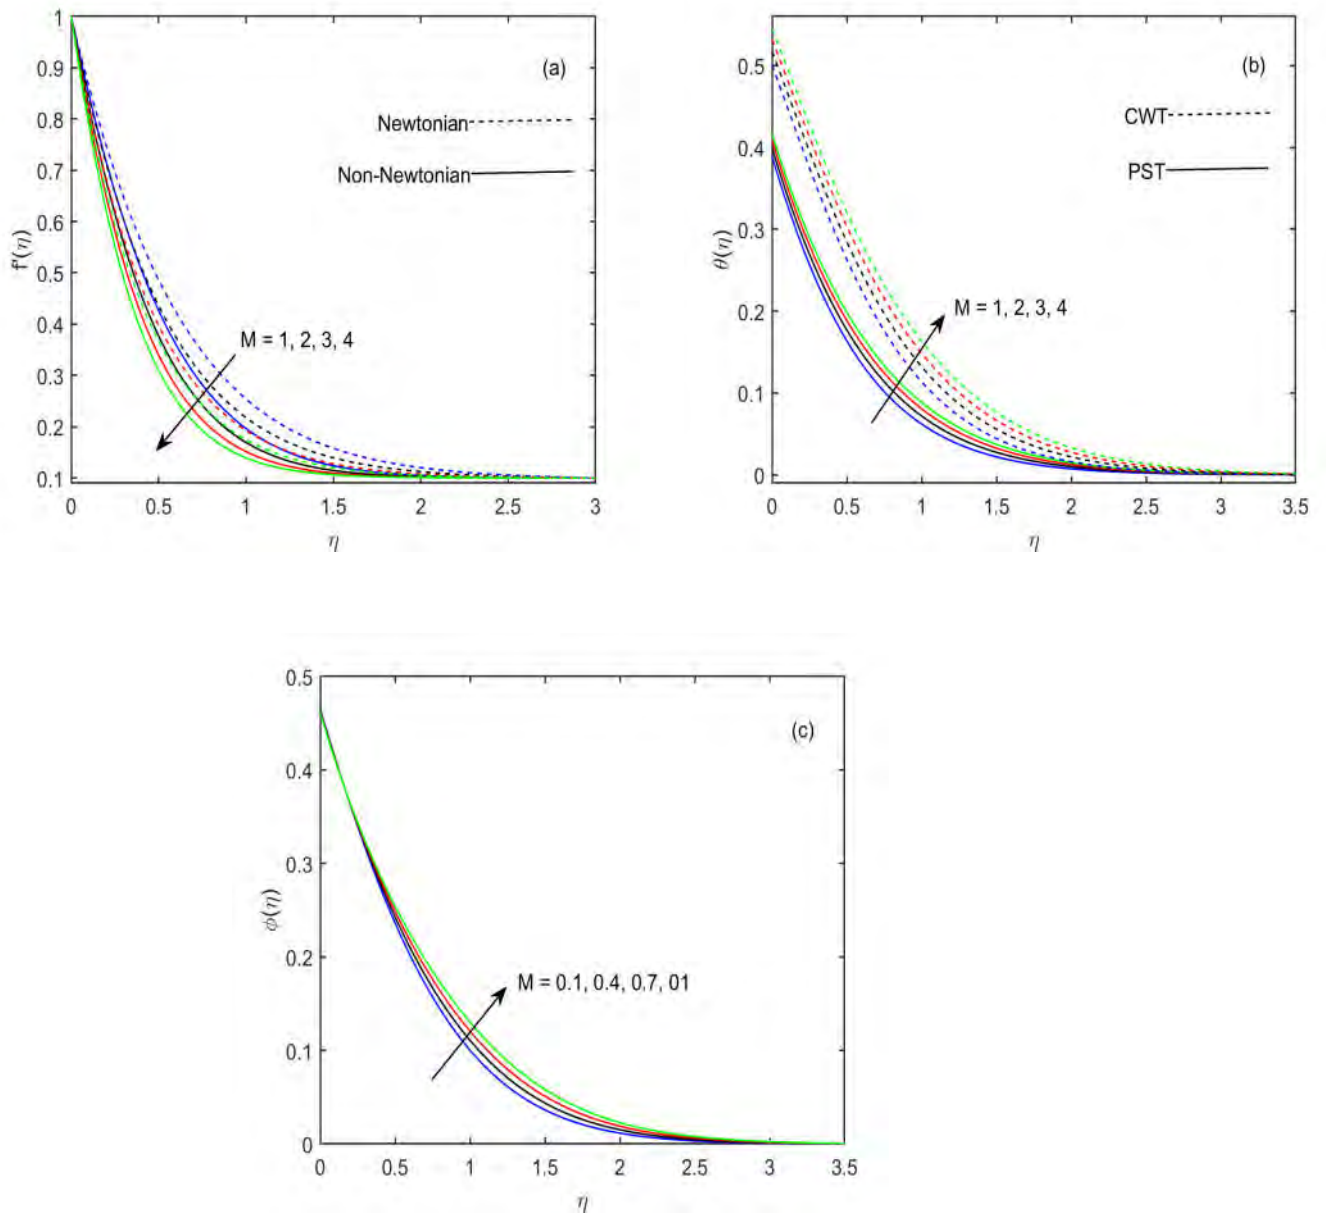 (a)
Newtonian
Non-Newtonian
M = 1, 2, 3, 4
f'(η)
1
0.9
0.8
0.7
0.6
0.5
0.4
0.3
0.2
0.1
0 0.5 1 1.5 2 2.5 3
η
(b)
CWT
PST
M = 1, 2, 3, 4
θ(η)
0.5
0.4
0.3
0.2
0.1
0
0 0.5 1 1.5 2 2.5 3 3.5
η
(c)
M = 0.1, 0.4, 0.7, 01
ϕ(η)
0.5
0.4
0.3
0.2
0.1
0
0 0.5 1 1.5 2 2.5 3 3.5
η